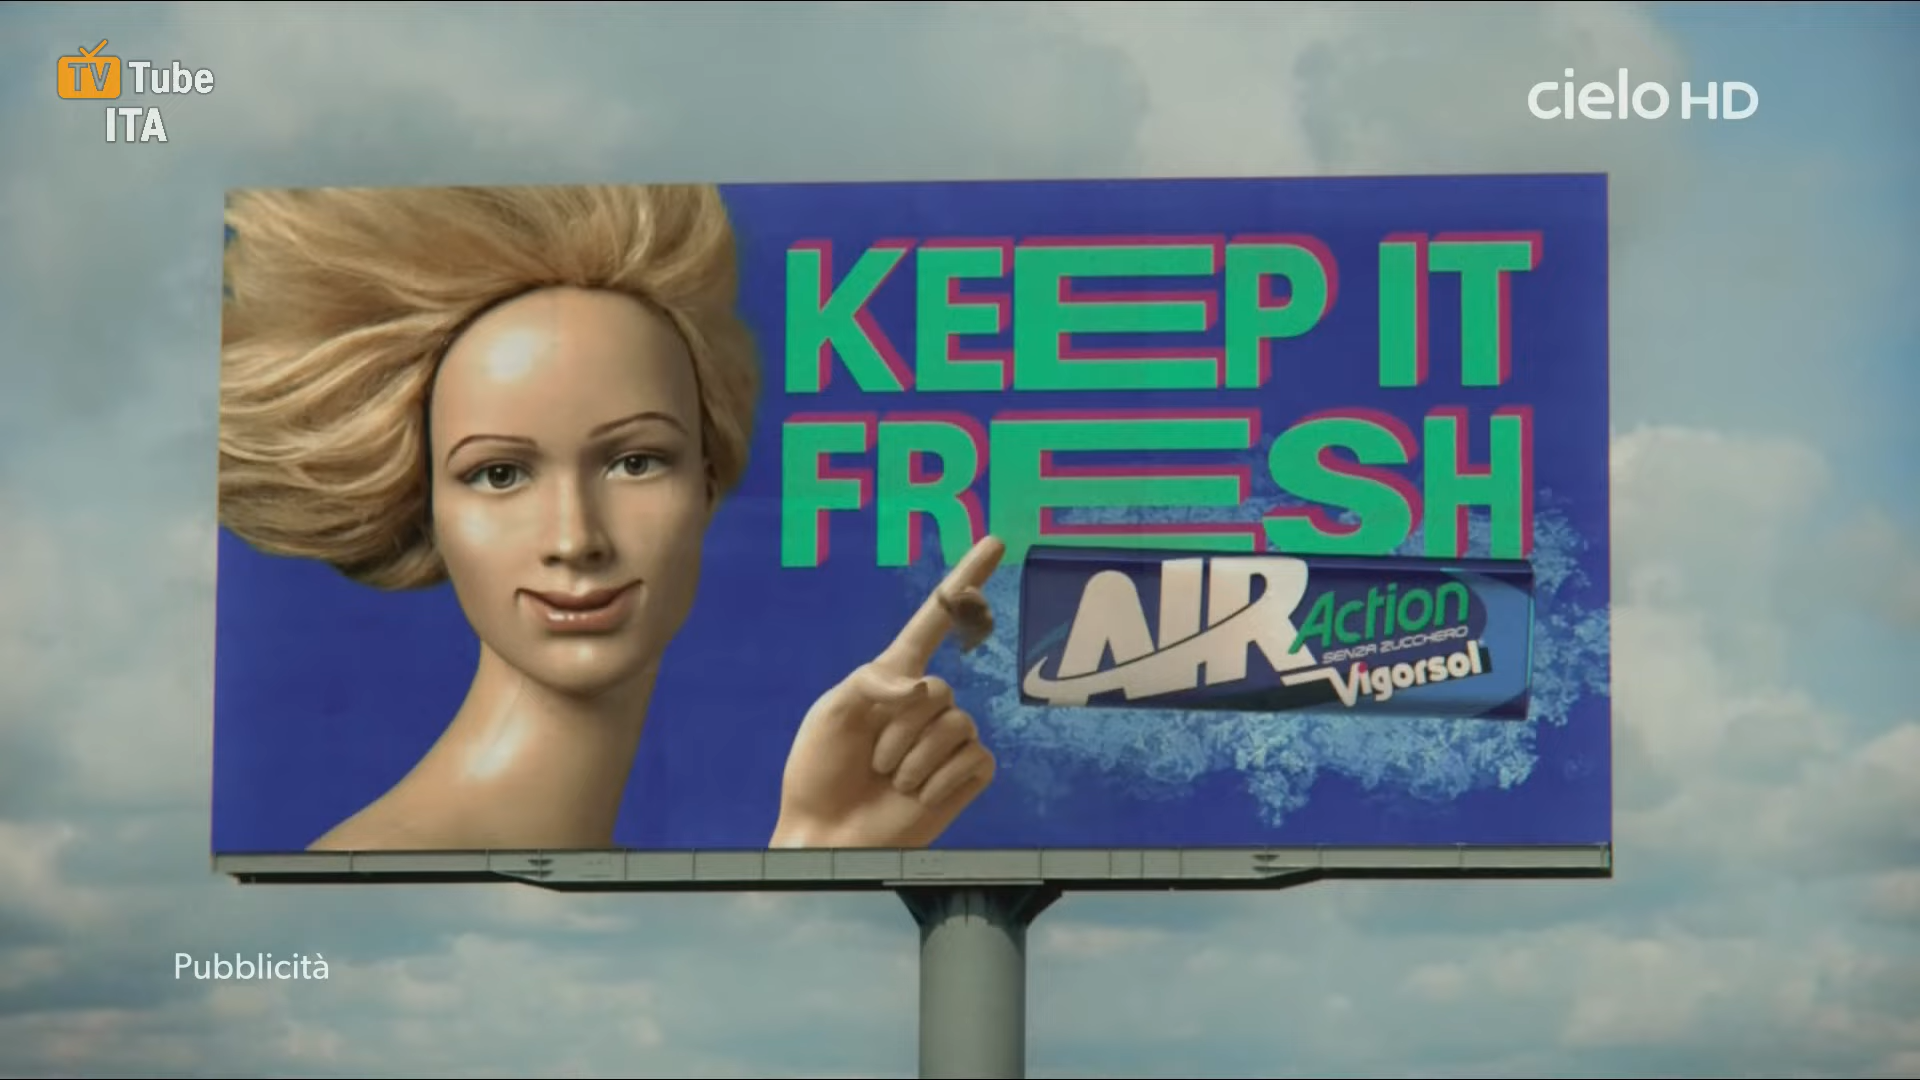 TV Tube
ITA
cielo HD
KEEP IT
FRESH
AIR Action
SENZA ZUCCHERO
Vigorsol
Pubblicità